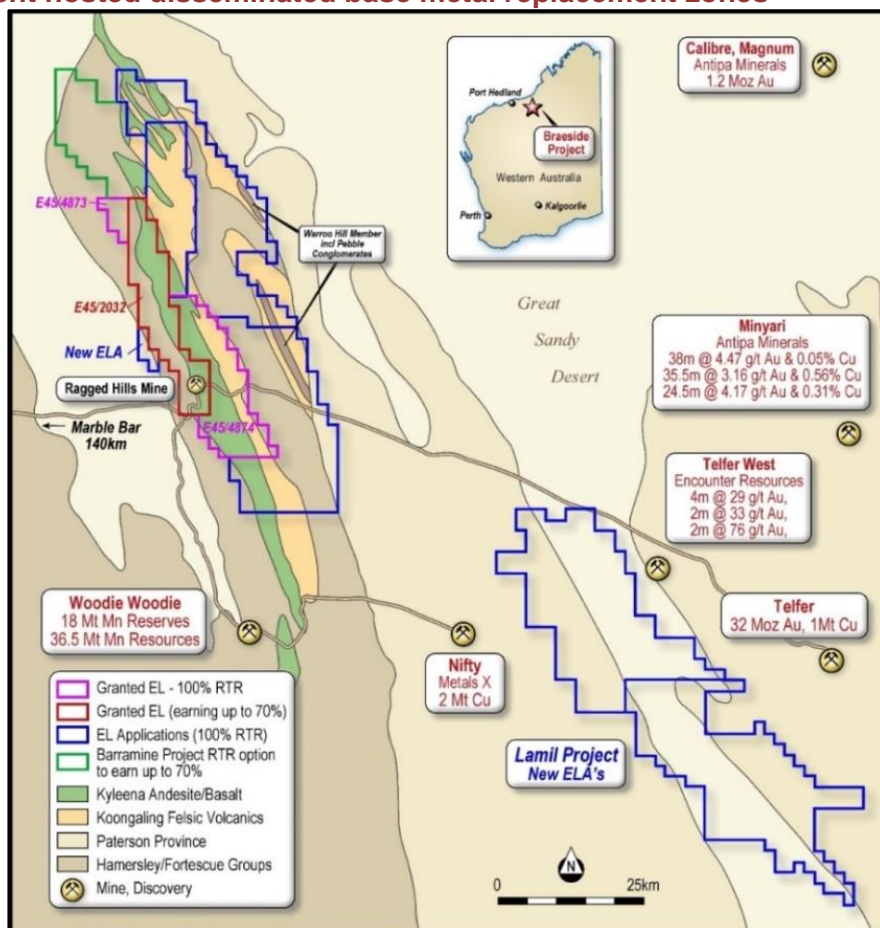 ent hosted disseminated base metal replacement zones
Calibre, Magnum
Antipa Minerals
1.2 Moz Au
Port Hedland
Braeside
Project
Western Australia
Perth
Kalgoorlie
E45/4873
Warroo Hill Member
incl Pebble
Conglomerates
E45/2032
New ELA
Ragged Hills Mine
Marble Bar
140km
E45/4874
Great
Sandy
Desert
Minyari
Antipa Minerals
38m @ 4.47 g/t Au & 0.05% Cu
35.5m @ 3.16 g/t Au & 0.56% Cu
24.5m @ 4.17 g/t Au & 0.31% Cu
Telfer West
Encounter Resources
4m @ 29 g/t Au,
2m @ 33 g/t Au,
2m @ 76 g/t Au,
Telfer
32 Moz Au, 1Mt Cu
Woodie Woodie
18 Mt Mn Reserves
36.5 Mt Mn Resources
Nifty
Metals X
2 Mt Cu
Lamil Project
New ELA's
Granted EL - 100% RTR
Granted EL (earning up to 70%)
EL Applications (100% RTR)
Barramine Project RTR option
to earn up to 70%
Kyleena Andesite/Basalt
Koongaling Felsic Volcanics
Paterson Province
Hamersley/Fortescue Groups
Mine, Discovery
N
0 25km